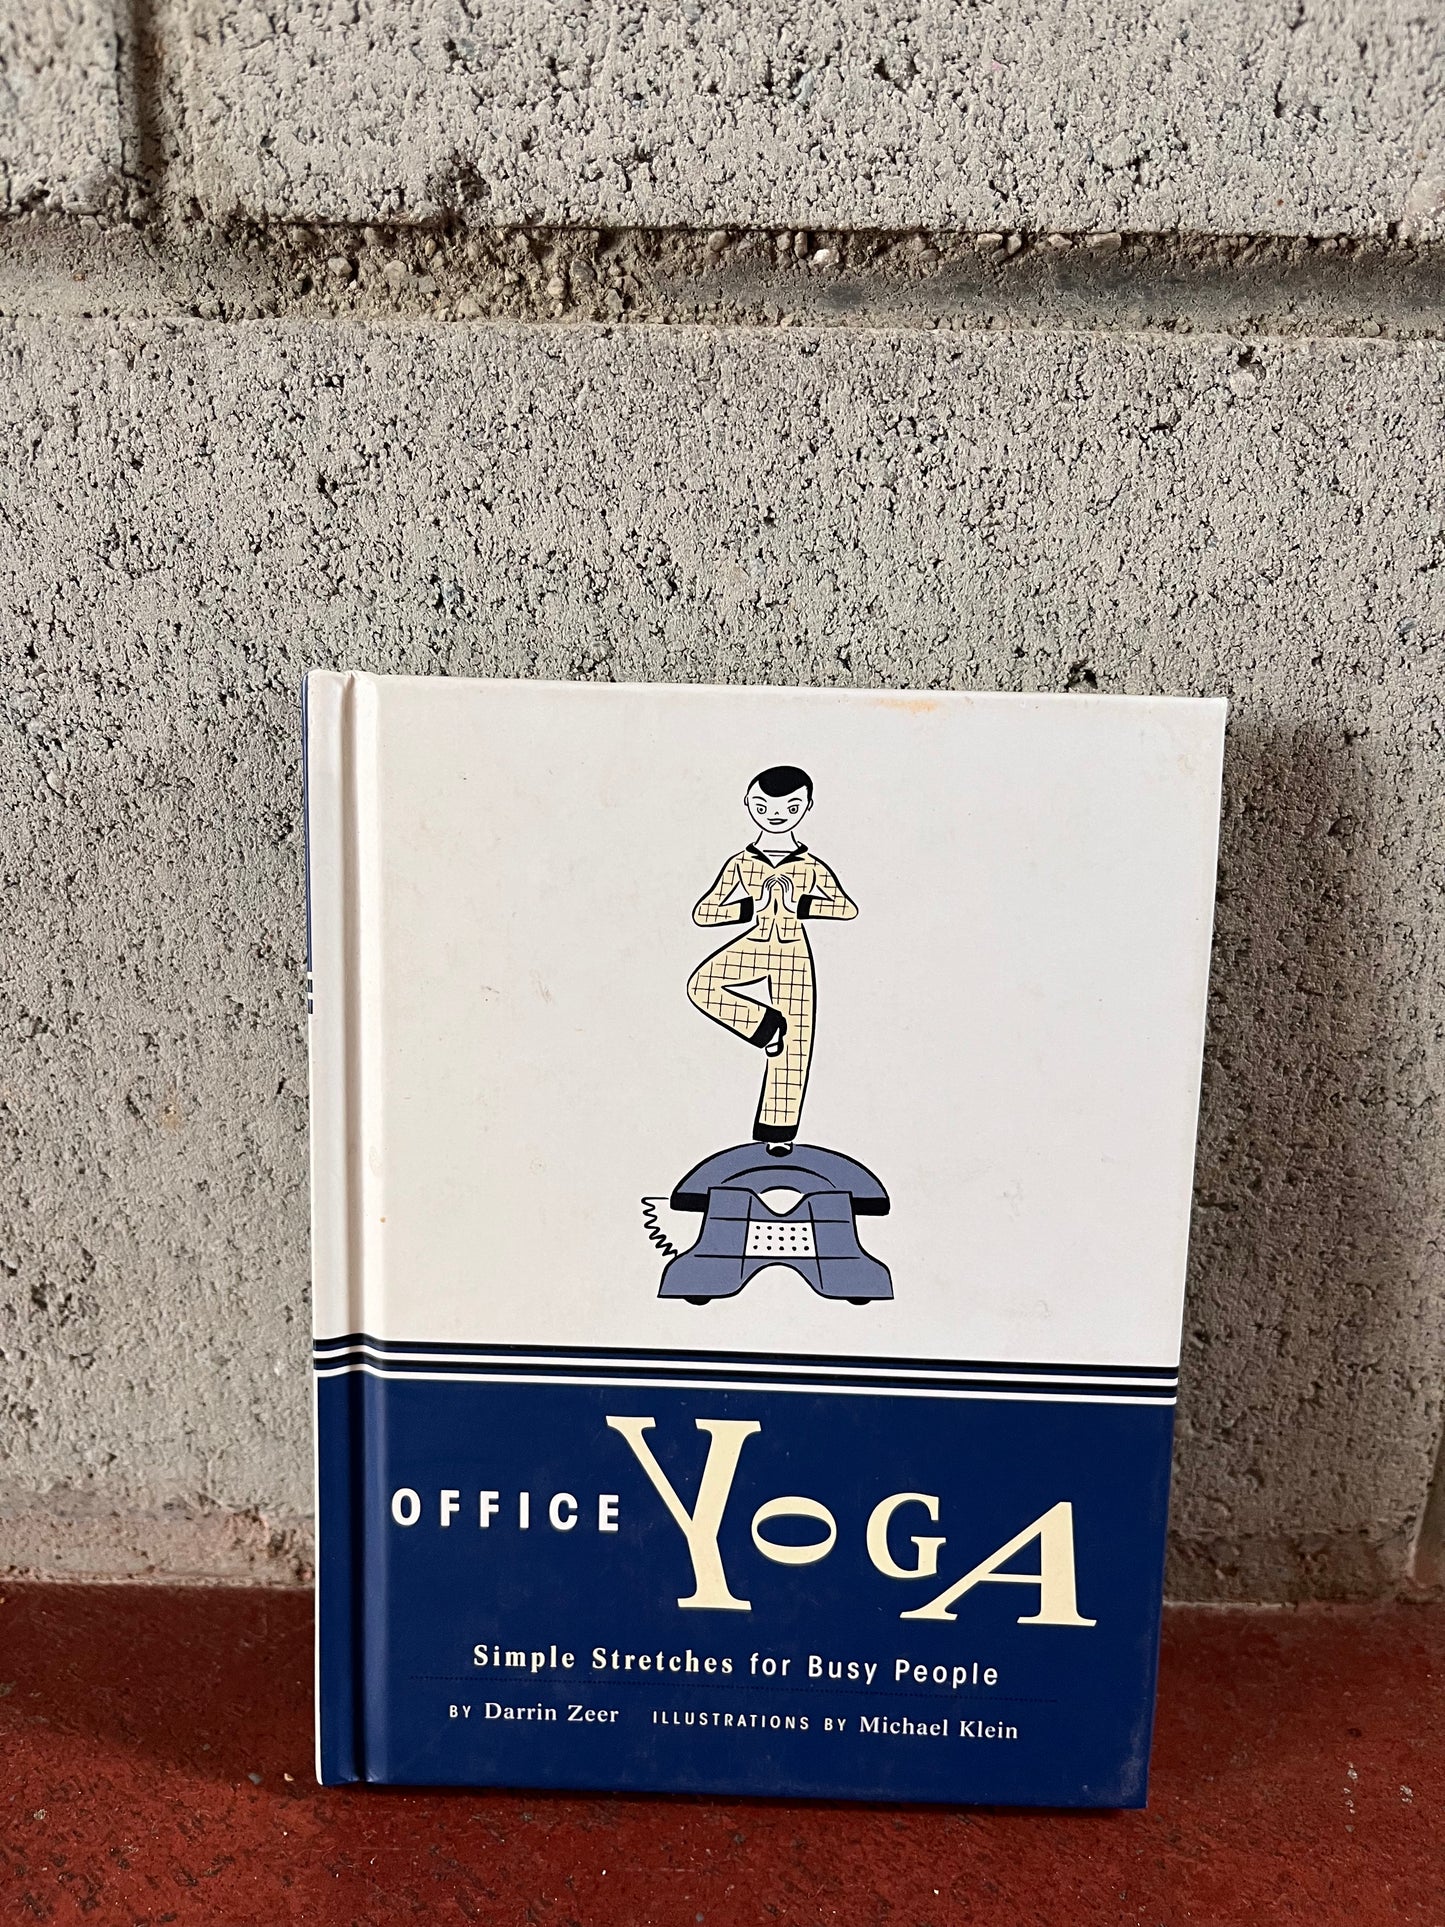 OFFICE YOGA
Simple Stretches for Busy People
BY Darrin Zeer ILLUSTRATIONS BY Michael Klein